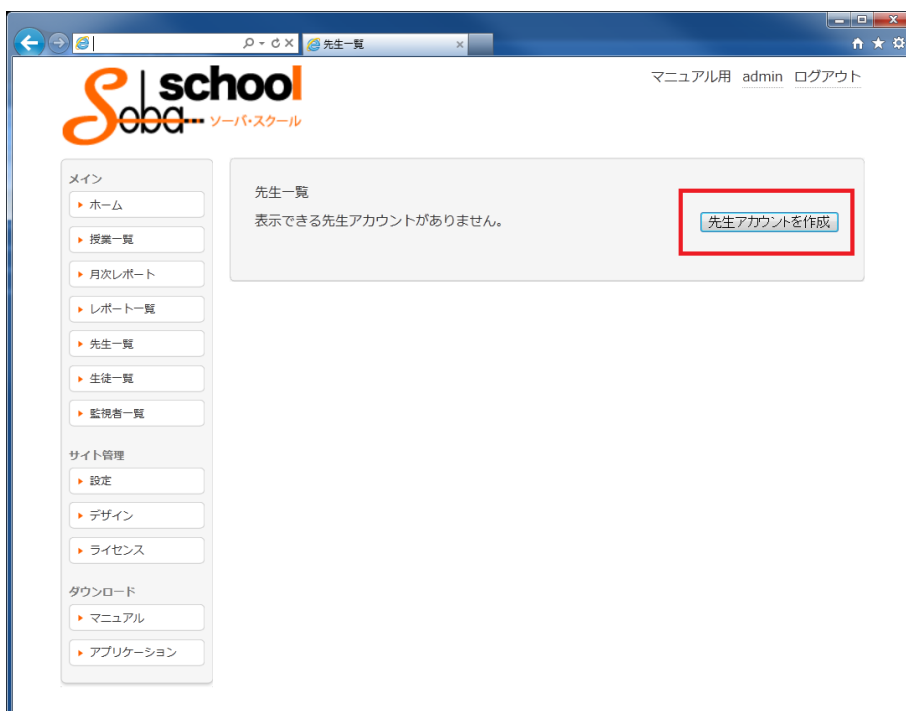 先生一覧
マニュアル用 admin ログアウト
school
Soba
ソーバ・スクール
メイン
ホーム
授業一覧
月次レポート
レポート一覧
先生一覧
生徒一覧
監視者一覧
サイト管理
設定
デザイン
ライセンス
ダウンロード
マニュアル
アプリケーション
先生一覧
表示できる先生アカウントがありません。
先生アカウントを作成